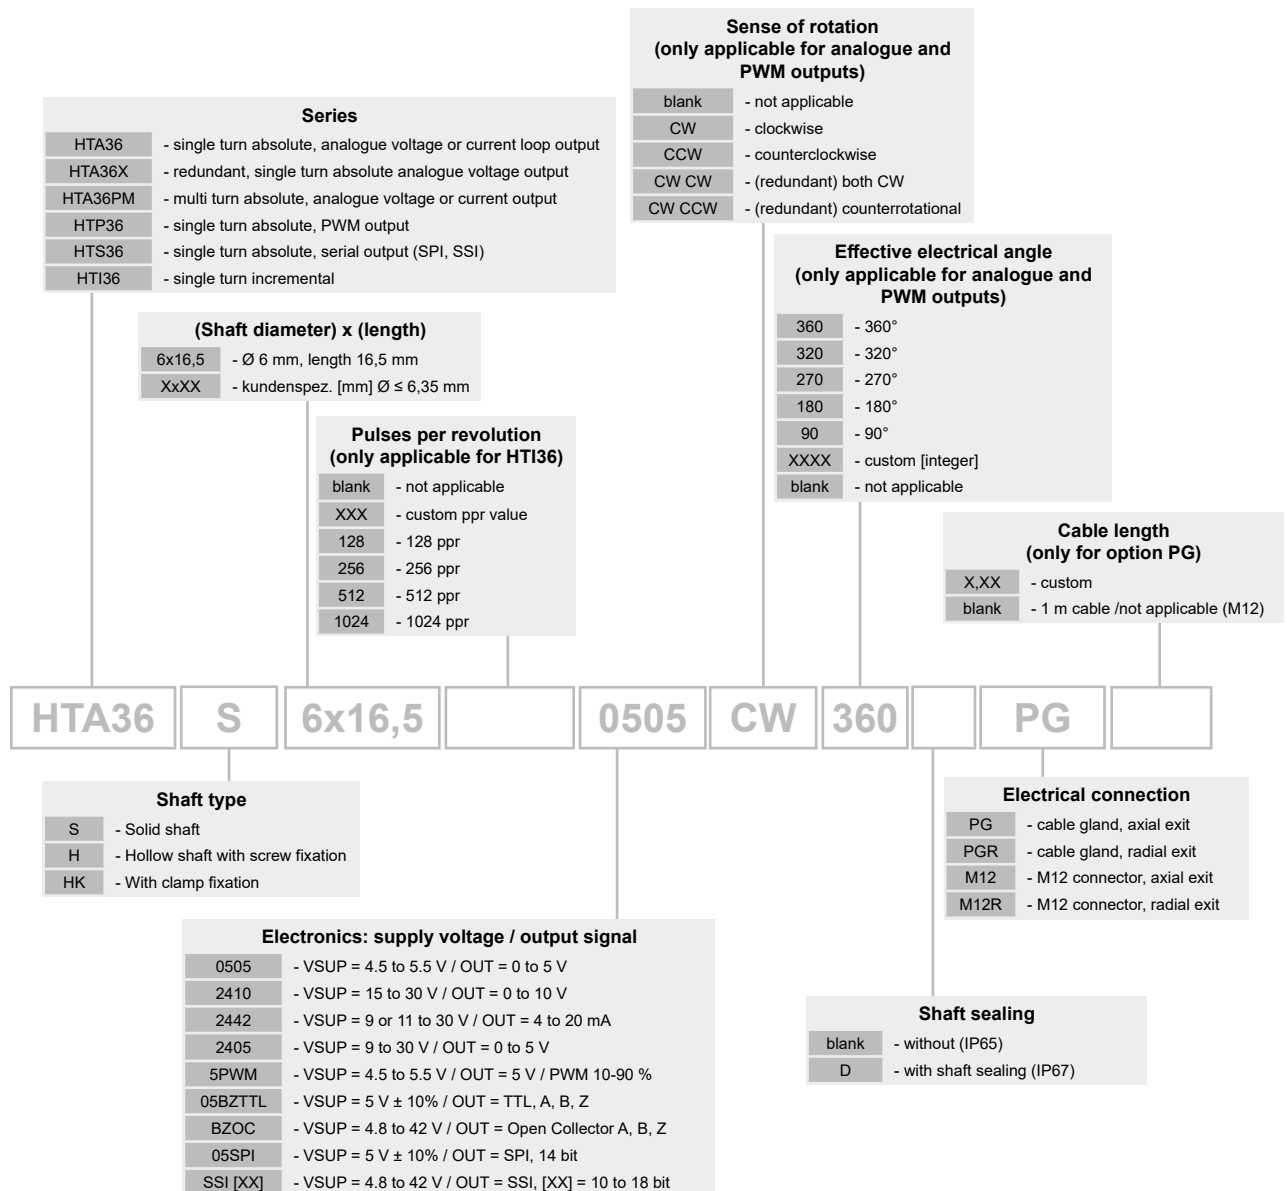 Sense of rotation
(only applicable for analogue and
PWM outputs)
blank - not applicable
CW - clockwise
CCW - counterclockwise
CW CW - (redundant) both CW
CW CCW - (redundant) counterrotational
Series
HTA36 - single turn absolute, analogue voltage or current loop output
HTA36X - redundant, single turn absolute analogue voltage output
HTA36PM - multi turn absolute, analogue voltage or current output
HTP36 - single turn absolute, PWM output
HTS36 - single turn absolute, serial output (SPI, SSI)
HTI36 - single turn incremental
Effective electrical angle
(only applicable for analogue and
PWM outputs)
360 - 360°
320 - 320°
270 - 270°
180 - 180°
90 - 90°
XXXX - custom [integer]
blank - not applicable
(Shaft diameter) x (length)
6x16,5 - Ø 6 mm, length 16,5 mm
XxXX - kundenspez. [mm] Ø ≤ 6,35 mm
Pulses per revolution
(only applicable for HTI36)
blank - not applicable
XXX - custom ppr value
128 - 128 ppr
256 - 256 ppr
512 - 512 ppr
1024 - 1024 ppr
Cable length
(only for option PG)
X,XX - custom
blank - 1 m cable /not applicable (M12)
HTA36 S 6x16,5 0505 CW 360 PG
Shaft type
S - Solid shaft
H - Hollow shaft with screw fixation
HK - With clamp fixation
Electrical connection
PG - cable gland, axial exit
PGR - cable gland, radial exit
M12 - M12 connector, axial exit
M12R - M12 connector, radial exit
Electronics: supply voltage / output signal
0505 - VSUP = 4.5 to 5.5 V / OUT = 0 to 5 V
2410 - VSUP = 15 to 30 V / OUT = 0 to 10 V
2442 - VSUP = 9 or 11 to 30 V / OUT = 4 to 20 mA
2405 - VSUP = 9 to 30 V / OUT = 0 to 5 V
5PWM - VSUP = 4.5 to 5.5 V / OUT = 5 V / PWM 10-90 %
05BZTTL - VSUP = 5 V ± 10% / OUT = TTL, A, B, Z
BZOC - VSUP = 4.8 to 42 V / OUT = Open Collector A, B, Z
05SPI - VSUP = 5 V ± 10% / OUT = SPI, 14 bit
SSI [XX] - VSUP = 4.8 to 42 V / OUT = SSI, [XX] = 10 to 18 bit
Shaft sealing
blank - without (IP65)
D - with shaft sealing (IP67)